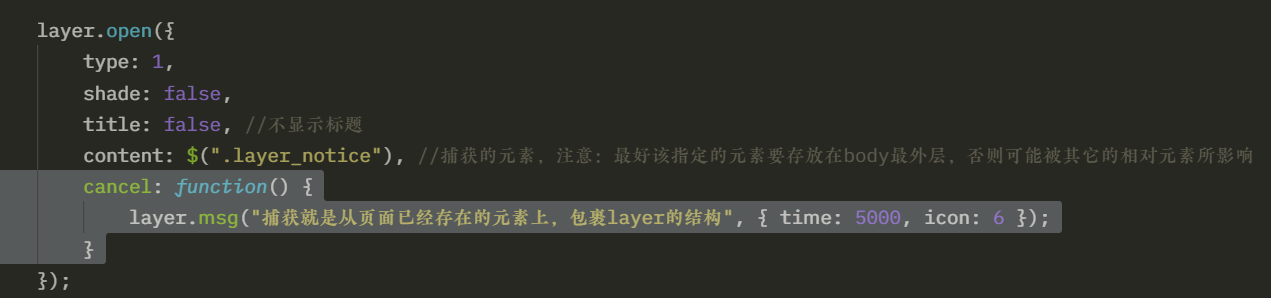 layer.open({
type: 1,
shade: false,
title: false, //不显示标题
content: $(".layer_notice"), //捕获的元素，注意：最好该指定的元素要存放在body最外层，否则可能被其它的相对元素所影响
cancel: function() {
layer.msg("捕获就是从页面已经存在的元素上，包裹layer的结构", { time: 5000, icon: 6 });
}
});